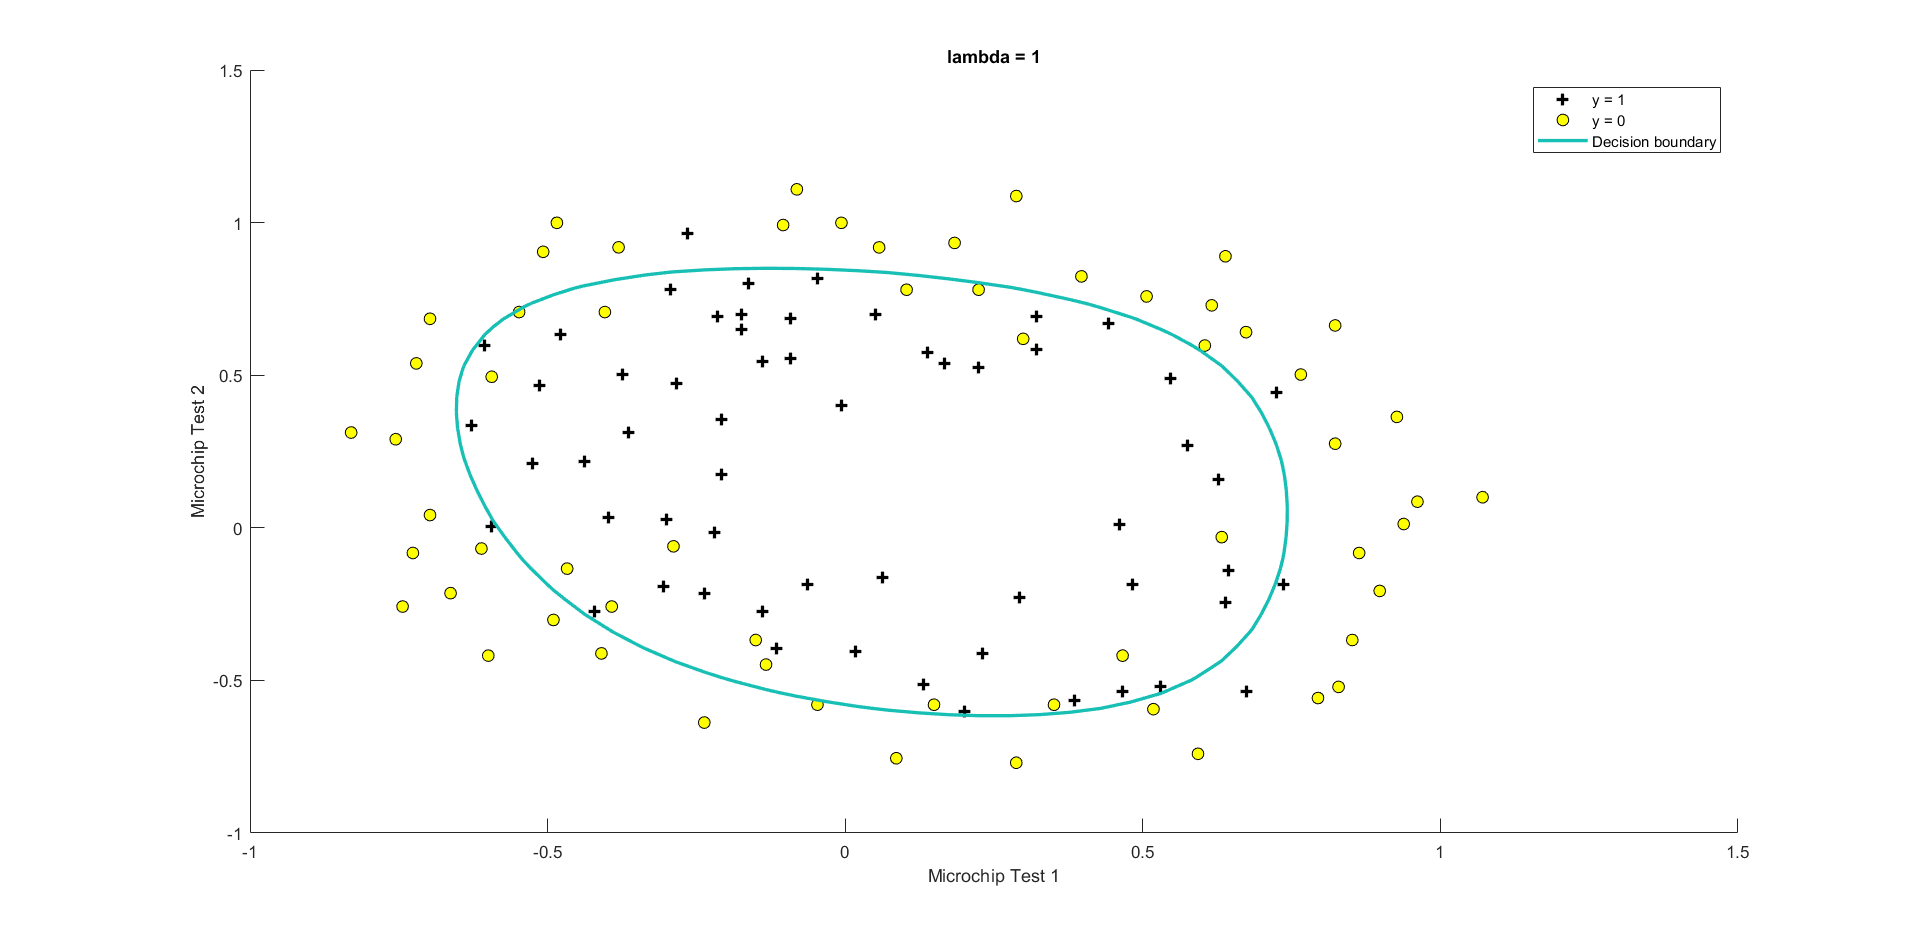 lambda = 1
1.5
y = 1
y = 0
Decision boundary
1
0.5
Microchip Test 2
0
-0.5
-1
-1
-0.5
0
0.5
1
1.5
Microchip Test 1